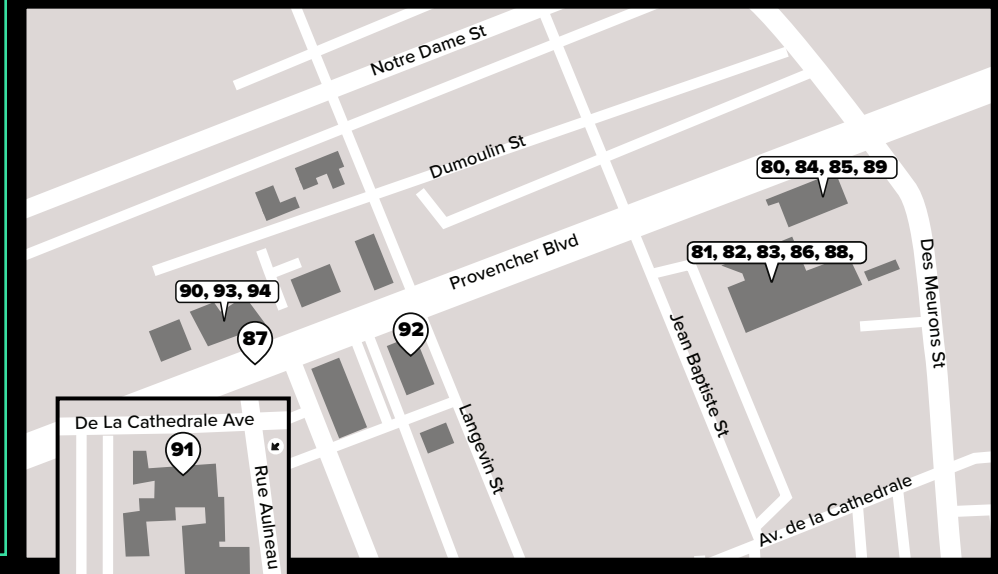 Notre Dame St
Dumoulin St
80, 84, 85, 89
Provencher Blvd
81, 82, 83, 86, 88,
Des Meurons St
90, 93, 94
87
92
Jean Baptiste St
Langevin St
De La Cathedrale Ave
91
Rue Aulneau
Av. de la Cathedrale